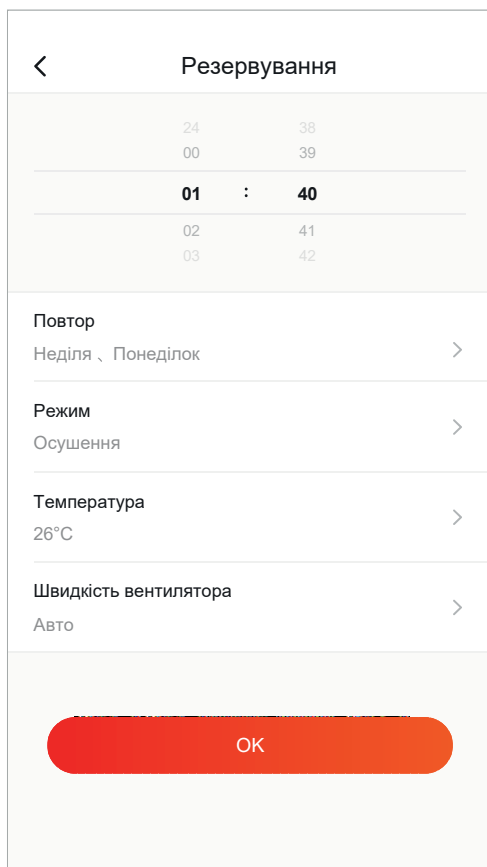 Резервування
24 38
00 39
01 : 40
02 41
03 42
Повтор
Неділя 、Понеділок
Режим
Осушення
Температура
26°C
Швидкість вентилятора
Авто
OK